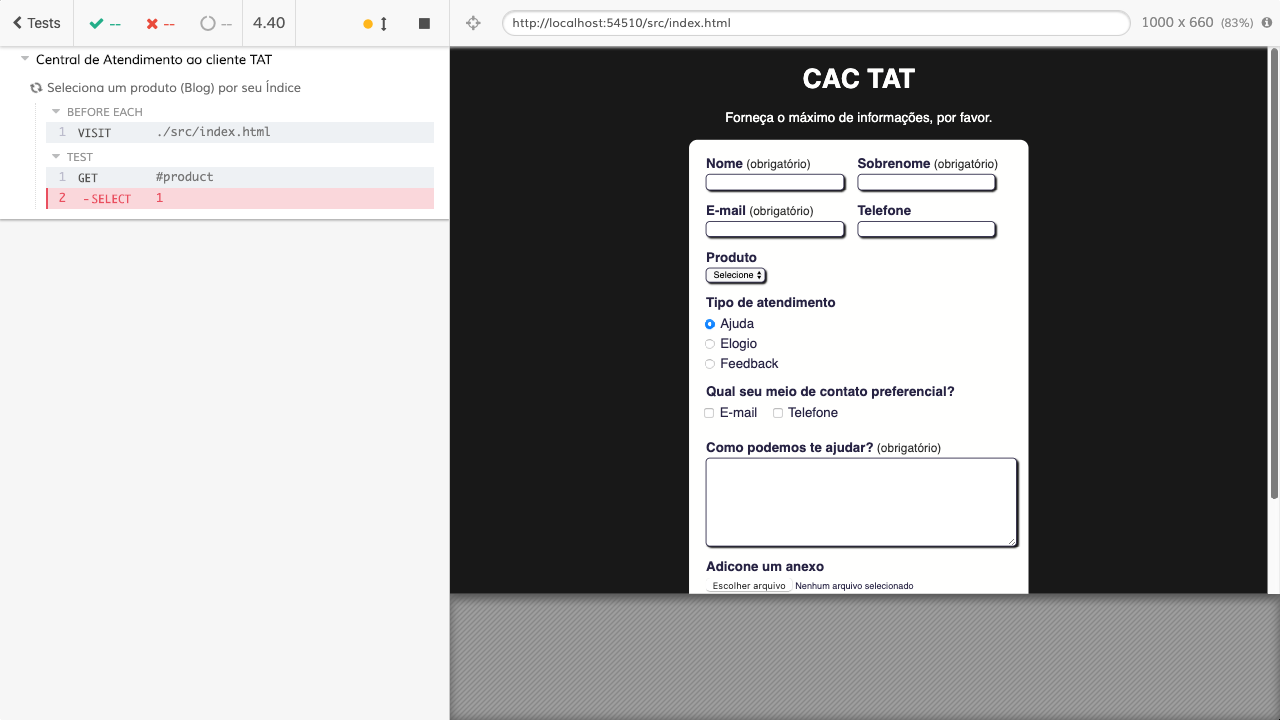 Tests
--
--
--
4.40
http://localhost:54510/src/index.html
1000 x 660 (83%)
Central de Atendimento ao cliente TAT
Seleciona um produto (Blog) por seu Índice
BEFORE EACH
1 VISIT ./src/index.html
TEST
1 GET #product
2 -SELECT 1
CAC TAT
Forneça o máximo de informações, por favor.
Nome (obrigatório)
Sobrenome (obrigatório)
E-mail (obrigatório)
Telefone
Produto
Selecione
Tipo de atendimento
Ajuda
Elogio
Feedback
Qual seu meio de contato preferencial?
E-mail
Telefone
Como podemos te ajudar? (obrigatório)
Adicone um anexo
Escolher arquivo Nenhum arquivo selecionado